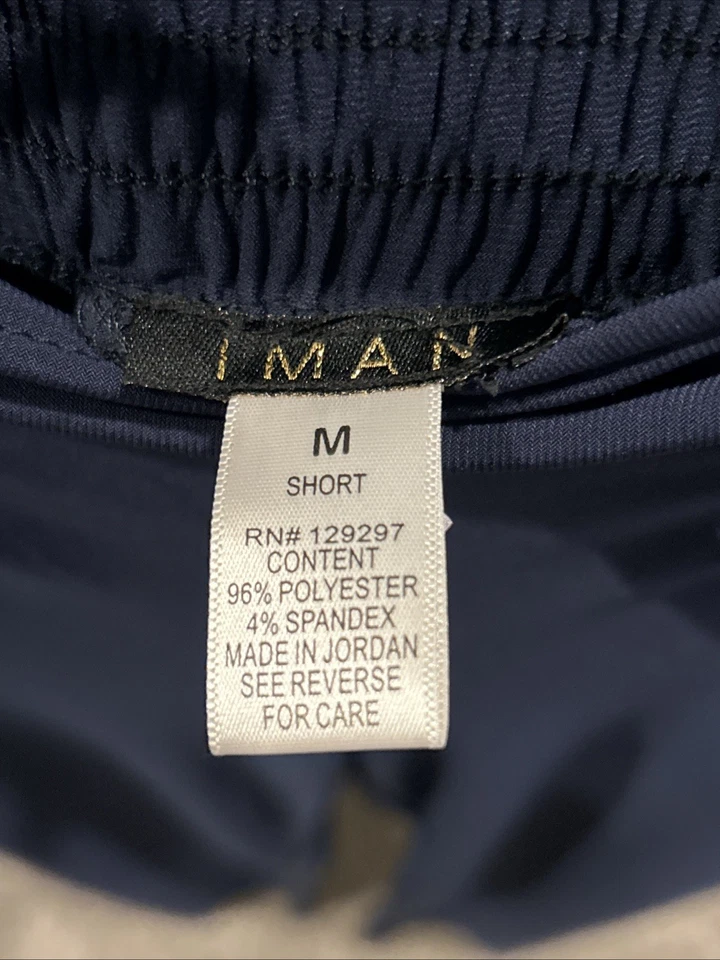 IMAN
M
SHORT
RN# 129297
CONTENT
96% POLYESTER
4% SPANDEX
MADE IN JORDAN
SEE REVERSE
FOR CARE